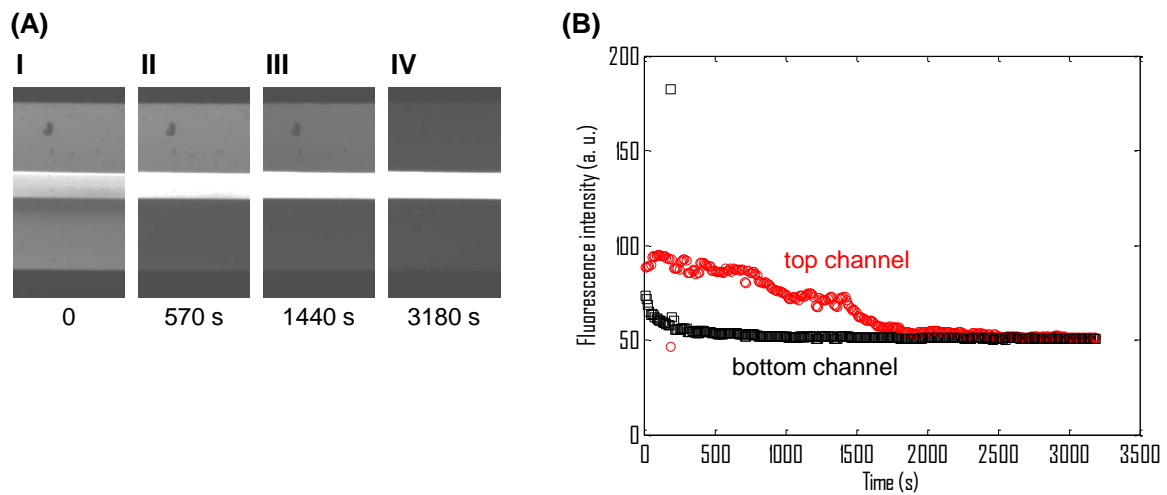 (A)
I II III IV
0 570 s 1440 s 3180 s
(B)
Fluorescence intensity (a. u.)
200
150
100
50
0
top channel
bottom channel
0 500 1000 1500 2000 2500 3000 3500
Time (s)